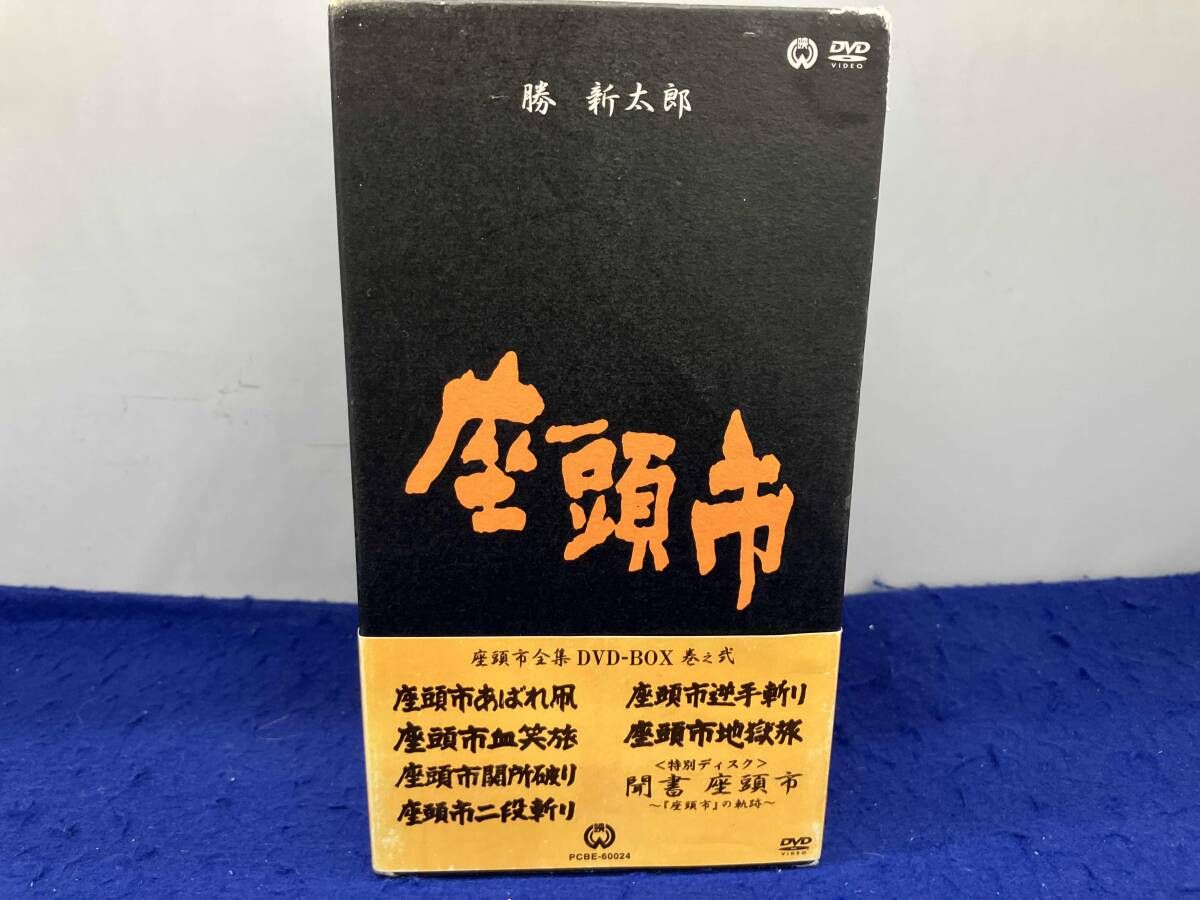 映
DVD
VIDEO
勝 新太郎
座頭市
座頭市全集 DVD-BOX 巻之弐
座頭市あばれ凧
座頭市血笑旅
座頭市関所破り
座頭市二段斬り
座頭市逆手斬り
座頭市地獄旅
<特別ディスク>
聞書 座頭市
～『座頭市』の軌跡～
映
PCBE-60024
DVD
VIDEO